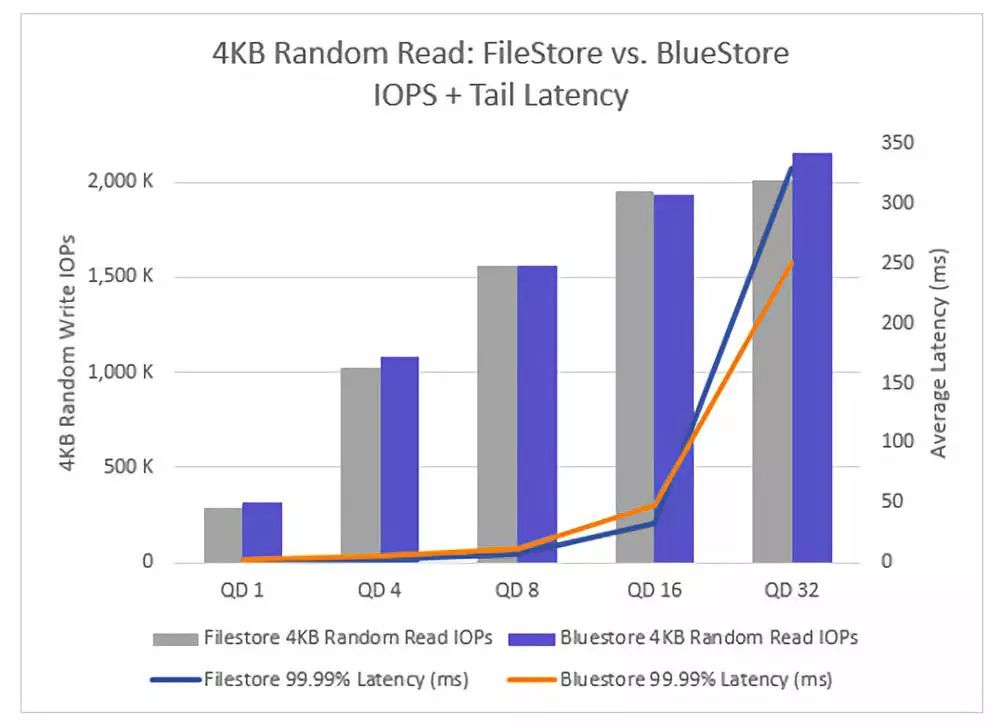 4KB Random Read: FileStore vs. BlueStore
IOPS + Tail Latency
4KB Random Write IOPs
2,000 K
1,500 K
1,000 K
500 K
0
350
300
250
200
150
100
50
0
Average Latency (ms)
QD 1
QD 4
QD 8
QD 16
QD 32
Filestore 4KB Random Read IOPs
Bluestore 4KB Random Read IOPs
Filestore 99.99% Latency (ms)
Bluestore 99.99% Latency (ms)